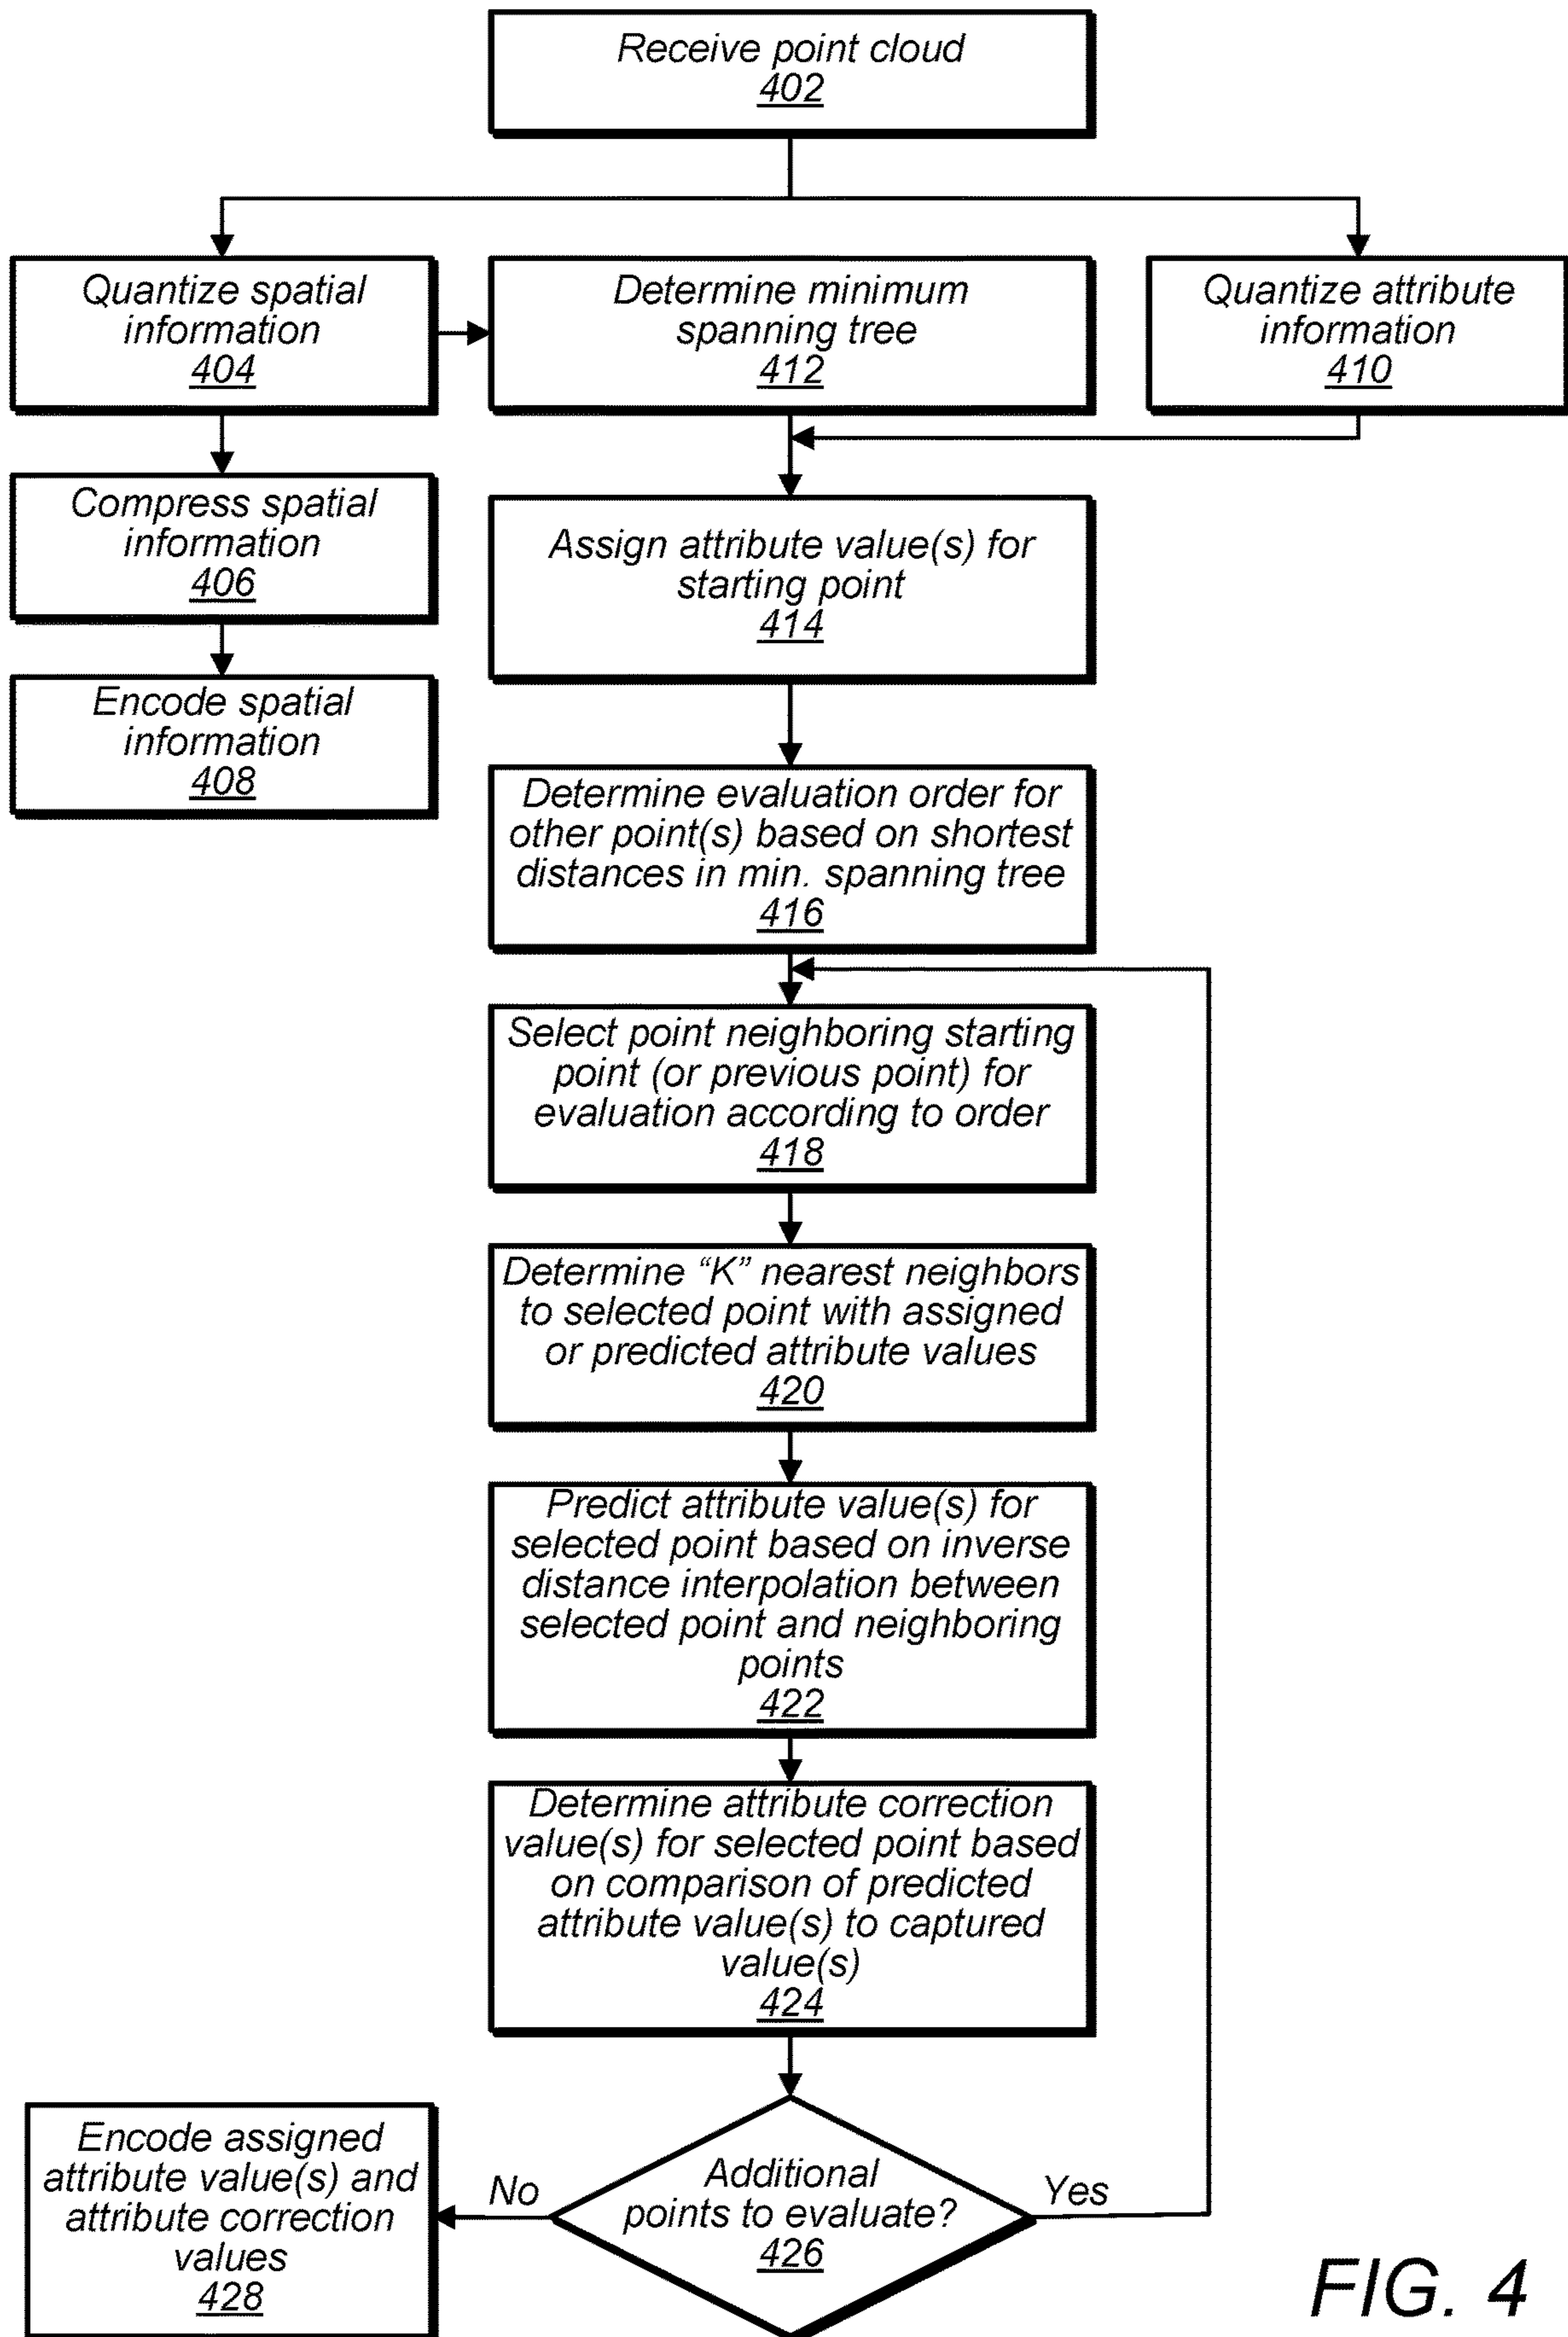 Receive point cloud
402
Quantize spatial
information
404
Determine minimum
spanning tree
412
Quantize attribute
information
410
Compress spatial
information
406
Assign attribute value(s) for
starting point
414
Encode spatial
information
408
Determine evaluation order for
other point(s) based on shortest
distances in min. spanning tree
416
Select point neighboring starting
point (or previous point) for
evaluation according to order
418
Determine “K” nearest neighbors
to selected point with assigned
or predicted attribute values
420
Predict attribute value(s) for
selected point based on inverse
distance interpolation between
selected point and neighboring
points
422
Determine attribute correction
value(s) for selected point based
on comparison of predicted
attribute value(s) to captured
value(s)
424
Encode assigned
attribute value(s) and
attribute correction
values
428
No
Additional
points to evaluate?
426
Yes
FIG. 4